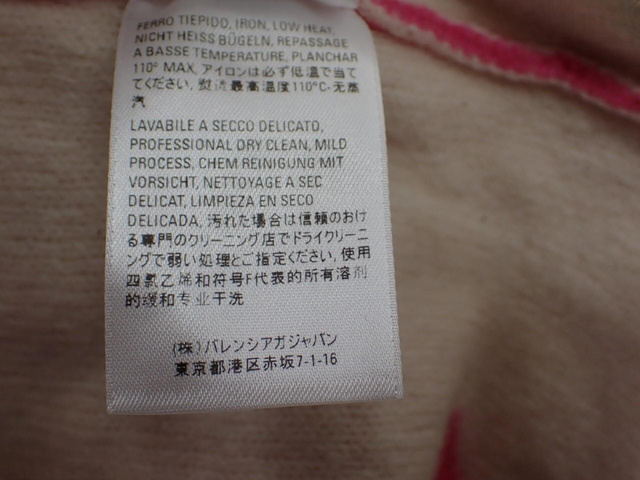 FERRO TIEPIDO, IRON, LOW HEAT,
NICHT HEISS BÜGELN, REPASSAGE
A BASSE TEMPERATURE, PLANCHAR
110° MAX, アイロンは必ず低温で当て
てください, 熨烫最高温度110°C-无蒸
汽
LAVABILE A SECCO DELICATO,
PROFESSIONAL DRY CLEAN, MILD
PROCESS, CHEM REINIGUNG MIT
VORSICHT, NETTOYAGE A SEC
DELICAT, LIMPIEZA EN SECO
DELICADA, 汚れた場合は信頼のおけ
る専門のクリーニング店でドライクリーニ
ングで弱い処理とご指定ください, 使用
四氯乙烯和符号F代表的所有溶剂
的缓和专业干洗
(株)バレンシアガジャパン
東京都港区赤坂7-1-16